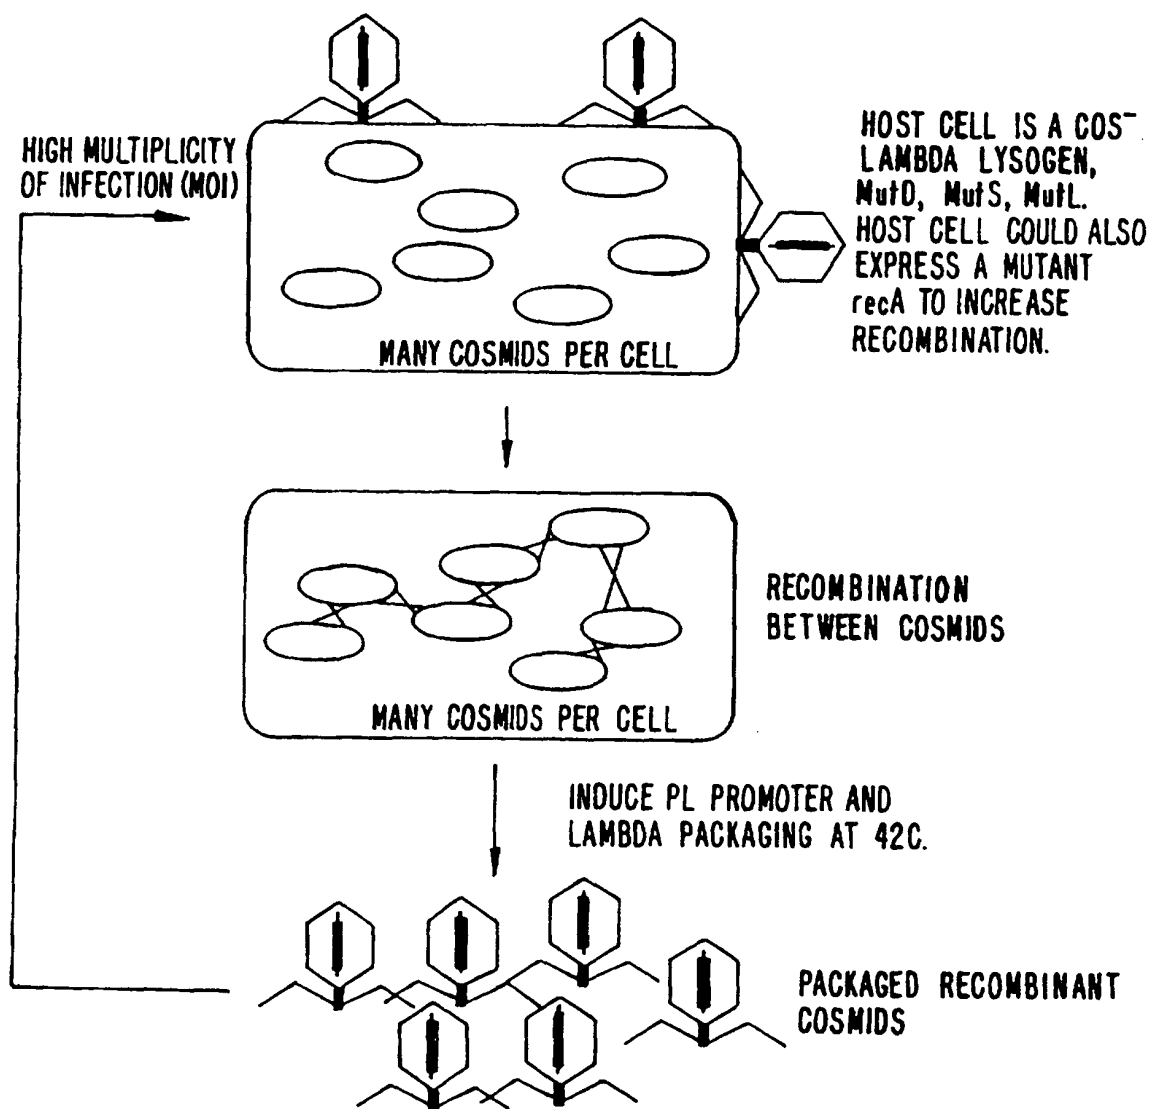 HIGH MULTIPLICITY
OF INFECTION (MOI)
HOST CELL IS A COS⁻
LAMBDA LYSOGEN,
MutD, MutS, MutL.
HOST CELL COULD ALSO
EXPRESS A MUTANT
recA TO INCREASE
RECOMBINATION.
MANY COSMIDS PER CELL
RECOMBINATION
BETWEEN COSMIDS
MANY COSMIDS PER CELL
INDUCE PL PROMOTER AND
LAMBDA PACKAGING AT 42C.
PACKAGED RECOMBINANT
COSMIDS